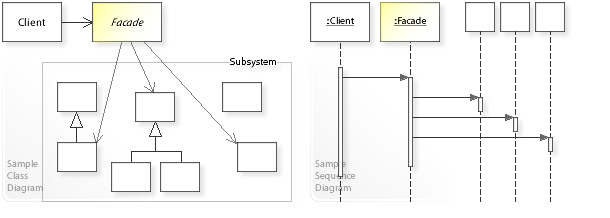 Client
Facade
Subsystem
Sample
Class
Diagram
:Client
:Facade
Sample
Sequence
Diagram